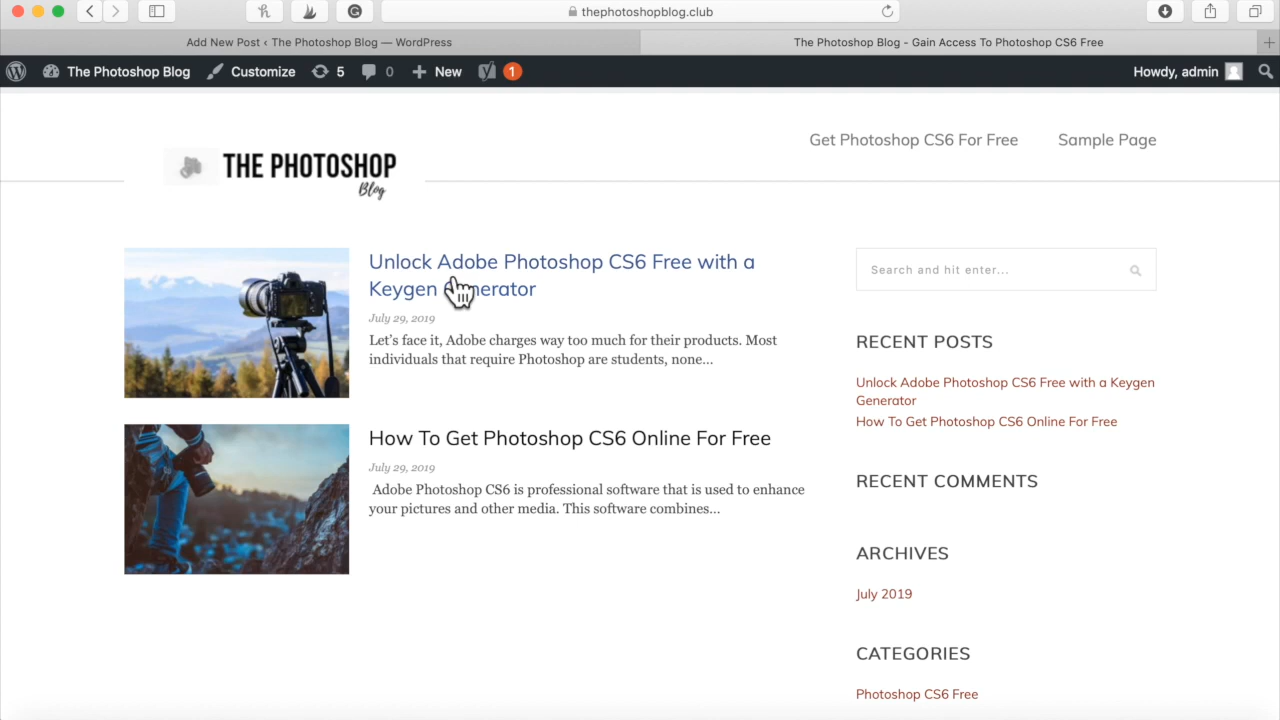 thephotoshopblog.club
Add New Post ‹ The Photoshop Blog — WordPress
The Photoshop Blog - Gain Access To Photoshop CS6 Free
The Photoshop Blog Customize 5 0 New 1 Howdy, admin
Get Photoshop CS6 For Free Sample Page
THE PHOTOSHOP
Blog
Unlock Adobe Photoshop CS6 Free with a
Keygen Generator
July 29, 2019
Let's face it, Adobe charges way too much for their products. Most
individuals that require Photoshop are students, none...
How To Get Photoshop CS6 Online For Free
July 29, 2019
Adobe Photoshop CS6 is professional software that is used to enhance
your pictures and other media. This software combines...
Search and hit enter...
RECENT POSTS
Unlock Adobe Photoshop CS6 Free with a Keygen
Generator
How To Get Photoshop CS6 Online For Free
RECENT COMMENTS
ARCHIVES
July 2019
CATEGORIES
Photoshop CS6 Free